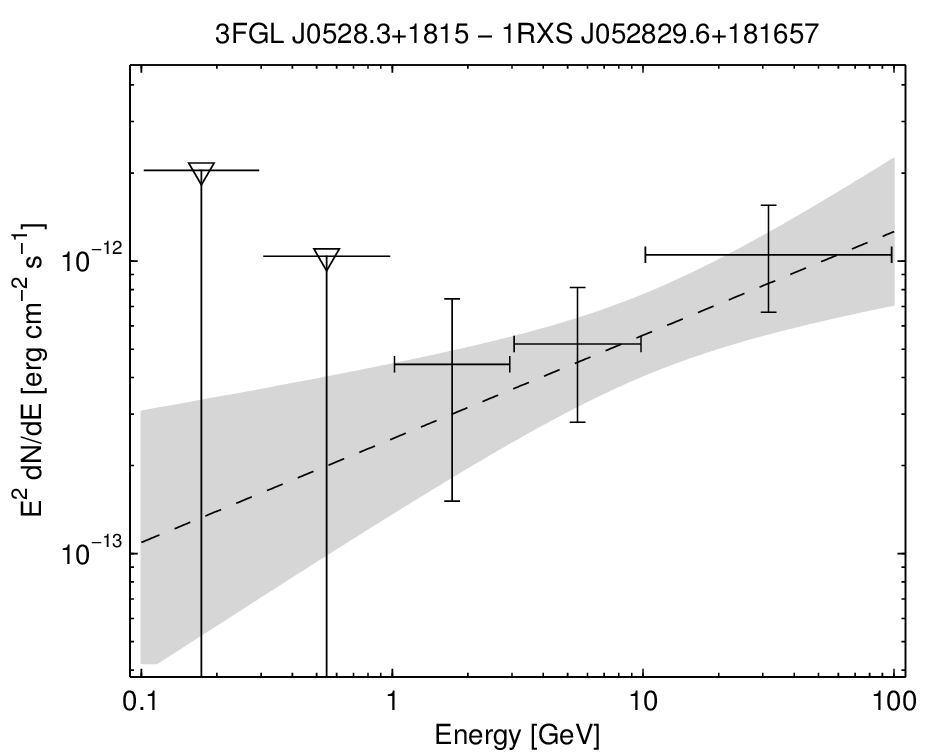 3FGL J0528.3+1815 − 1RXS J052829.6+181657
E² dN/dE [erg cm⁻² s⁻¹]
10⁻¹²
10⁻¹³
0.1 1 10 100
Energy [GeV]